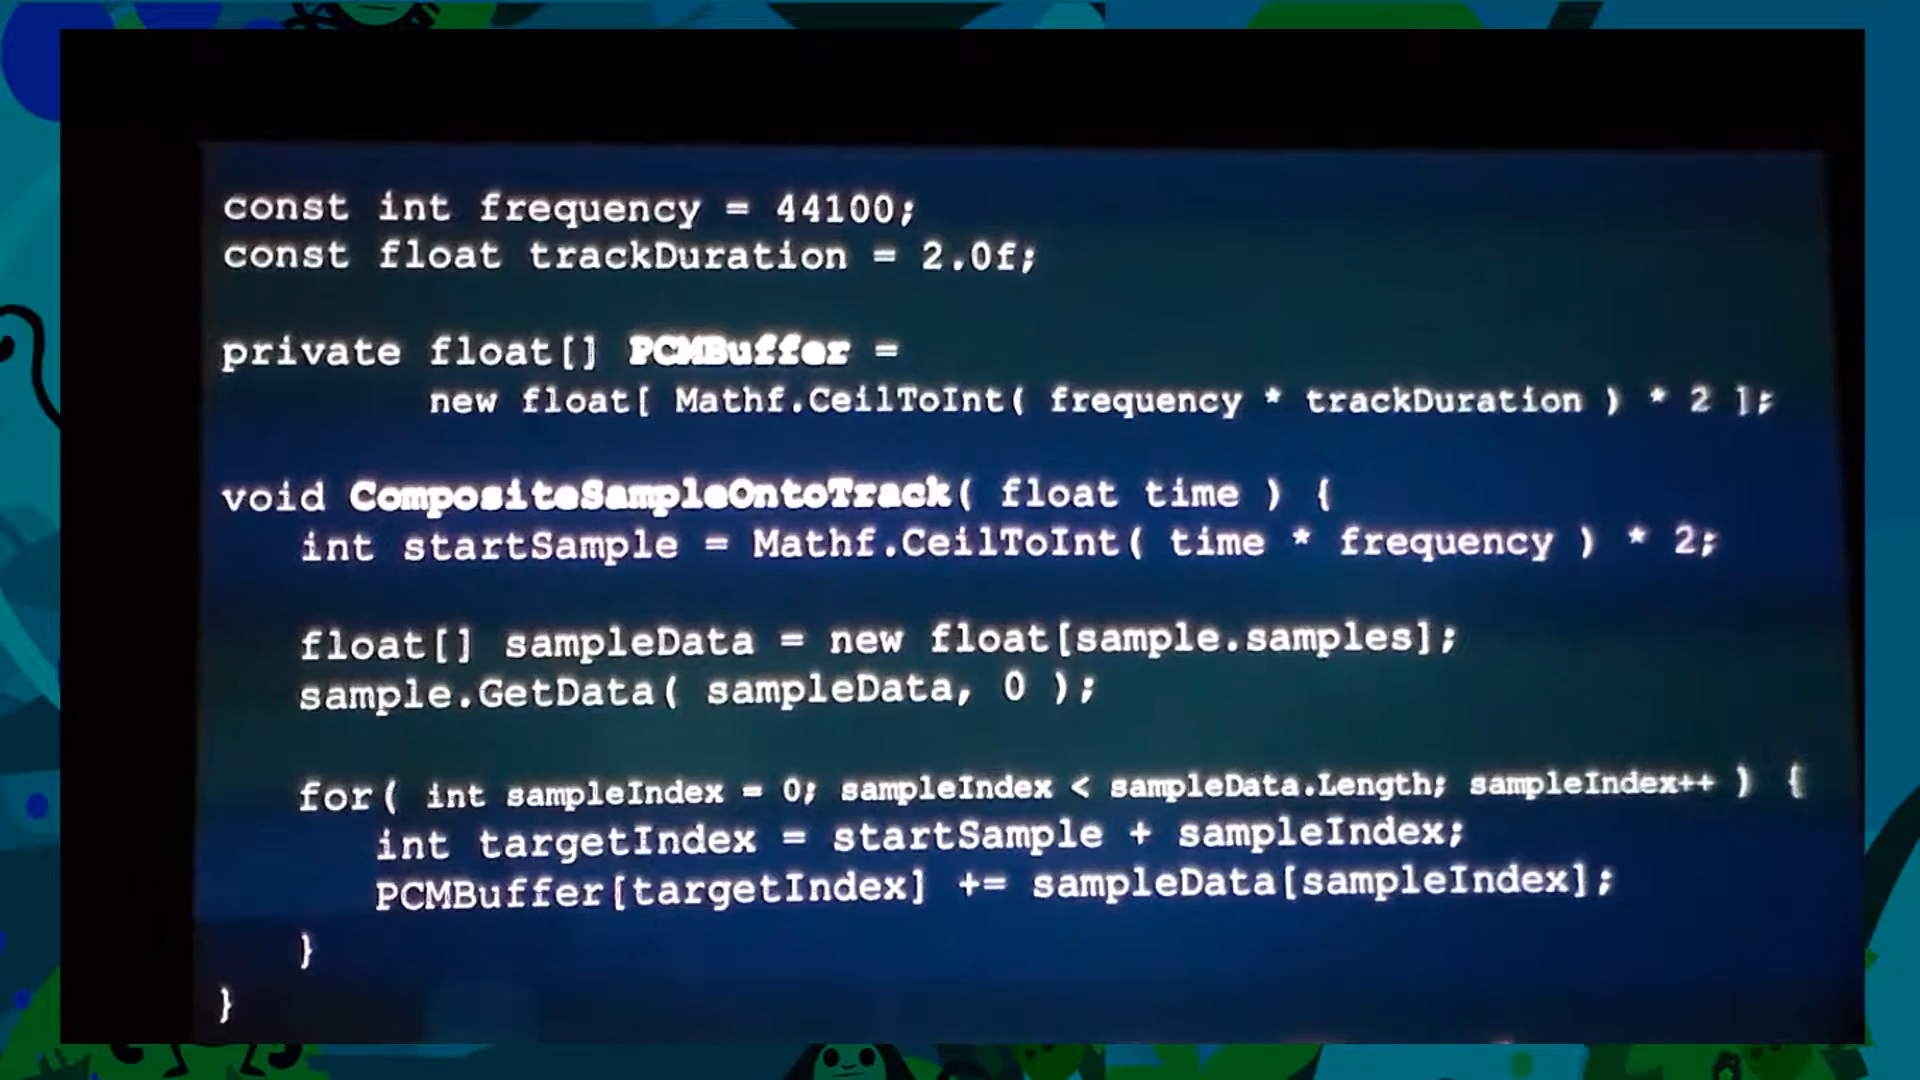 const int frequency = 44100;
const float trackDuration = 2.0f;
private float[] PCMBuffer =
new float[ Mathf.CeilToInt( frequency * trackDuration ) * 2 ];
void CompositeSampleOntoTrack( float time ) {
int startSample = Mathf.CeilToInt( time * frequency ) * 2;
float[] sampleData = new float[sample.samples];
sample.GetData( sampleData, 0 );
for( int sampleIndex = 0; sampleIndex < sampleData.Length; sampleIndex++ ) {
int targetIndex = startSample + sampleIndex;
PCMBuffer[targetIndex] += sampleData[sampleIndex];
}
}